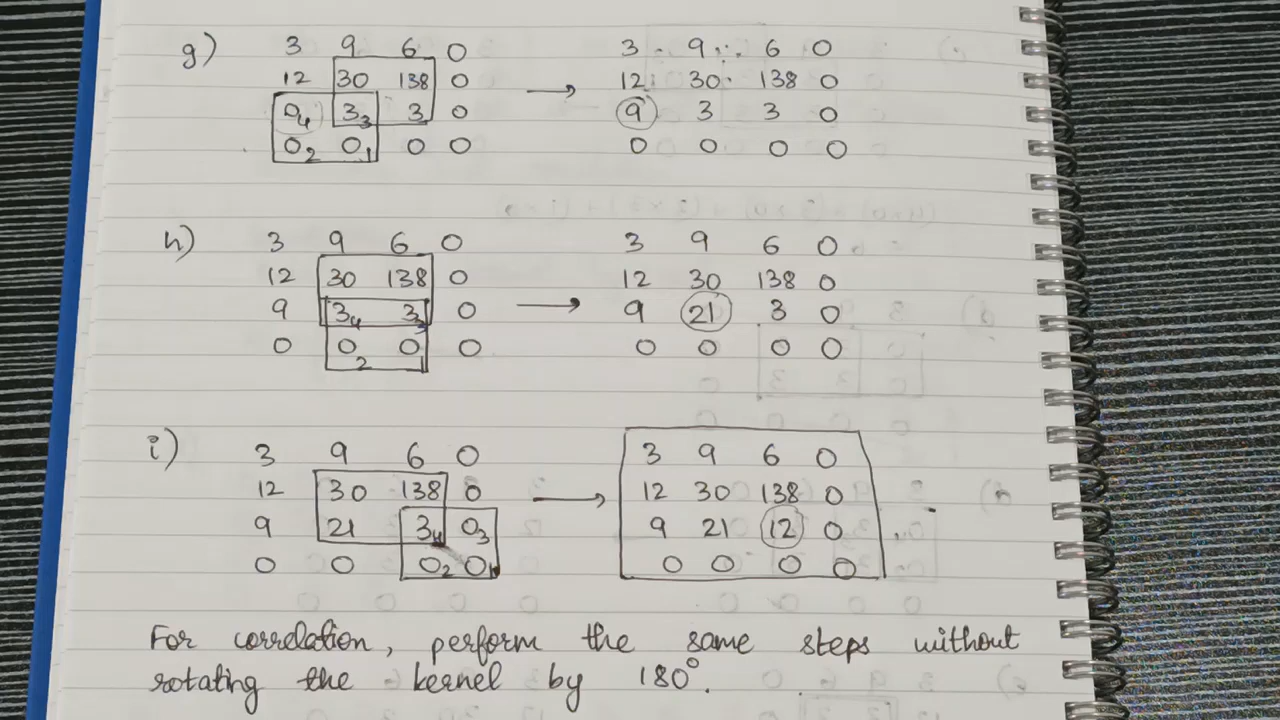 g) 3 9 6 0 3 9 6 0
12 30 138 0 → 12 30 138 0
0₄ 3₃ 3 0 9 3 3 0
0₂ 0₁ 0 0 0 0 0 0
h) 3 9 6 0 3 9 6 0
12 30 138 0 12 30 138 0
9 3₄ 3₃ 0 → 9 21 3 0
0 0₂ 0₁ 0 0 0 0 0
i) 3 9 6 0 3 9 6 0
12 30 138 0 → 12 30 138 0
9 21 3₄ 0₃ 9 21 12 0
0 0 0₂ 0₁ 0 0 0 0
For correlation, perform the same steps without
rotating the kernel by 180°.